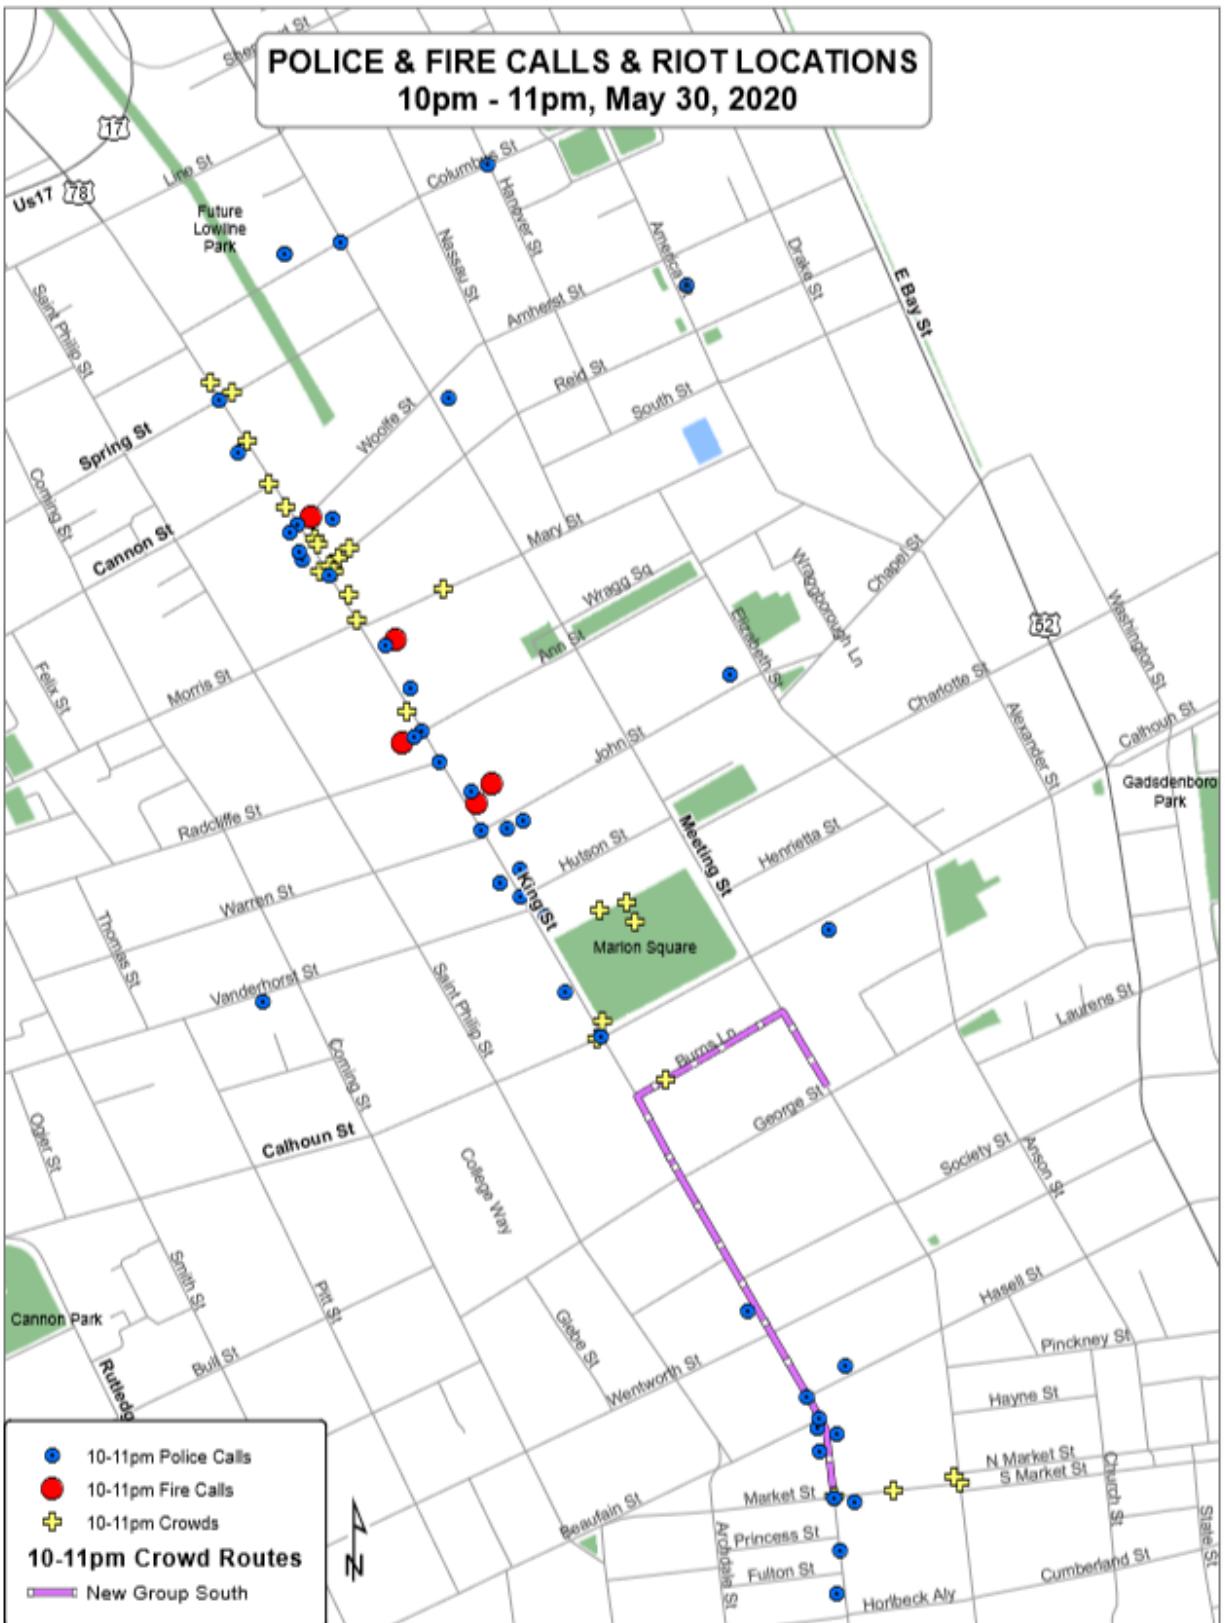 POLICE & FIRE CALLS & RIOT LOCATIONS
10pm - 11pm, May 30, 2020
17
78
Us17
Line St
Columbus St
Future
Lowline
Park
Hanover St
Nassau St
America
Drake St
E Bay St
Saint Philip St
Amherst St
Reid St
South St
Woolfe St
Spring St
Coming St
Cannon St
Mary St
Wragg Sq
Ann St
Elizabeth St
Wraggborough Ln
Chapel St
52
Washington St
Felix St
Morris St
John St
Charlotte St
Alexander St
Calhoun St
Gadsdenboro
Park
Radcliffe St
Meeting St
Henrietta St
Hutson St
King St
Warren St
Thomas St
Marion Square
Vanderhorst St
Saint Philip St
Laurens St
Burns Ln
Coming St
George St
Ogier St
Calhoun St
College Way
Society St
Anson St
Smith St
Pitt St
Hasell St
Cannon Park
Glebe St
Pinckney St
Bull St
Wentworth St
Rutledg
Hayne St
N Market St
S Market St
Church St
Market St
Beaufain St
Archdale St
Princess St
Fulton St
State St
Cumberland St
Horlbeck Aly
10-11pm Police Calls
10-11pm Fire Calls
10-11pm Crowds
10-11pm Crowd Routes
New Group South
N